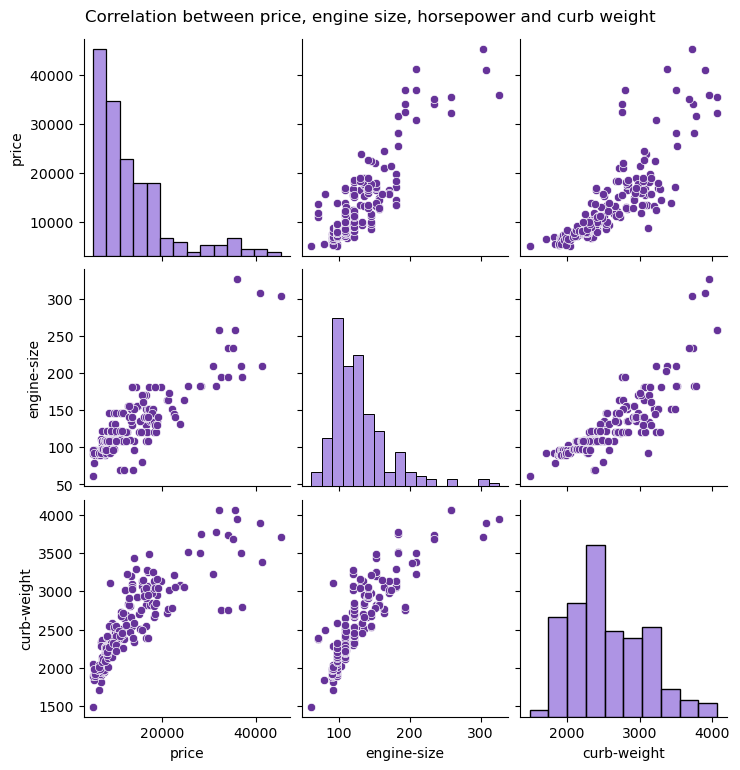 Correlation between price, engine size, horsepower and curb weight
40000
30000
20000
10000
price
300
250
200
150
100
50
engine-size
4000
3500
3000
2500
2000
1500
curb-weight
20000 40000
100 200 300
2000 3000 4000
price
engine-size
curb-weight